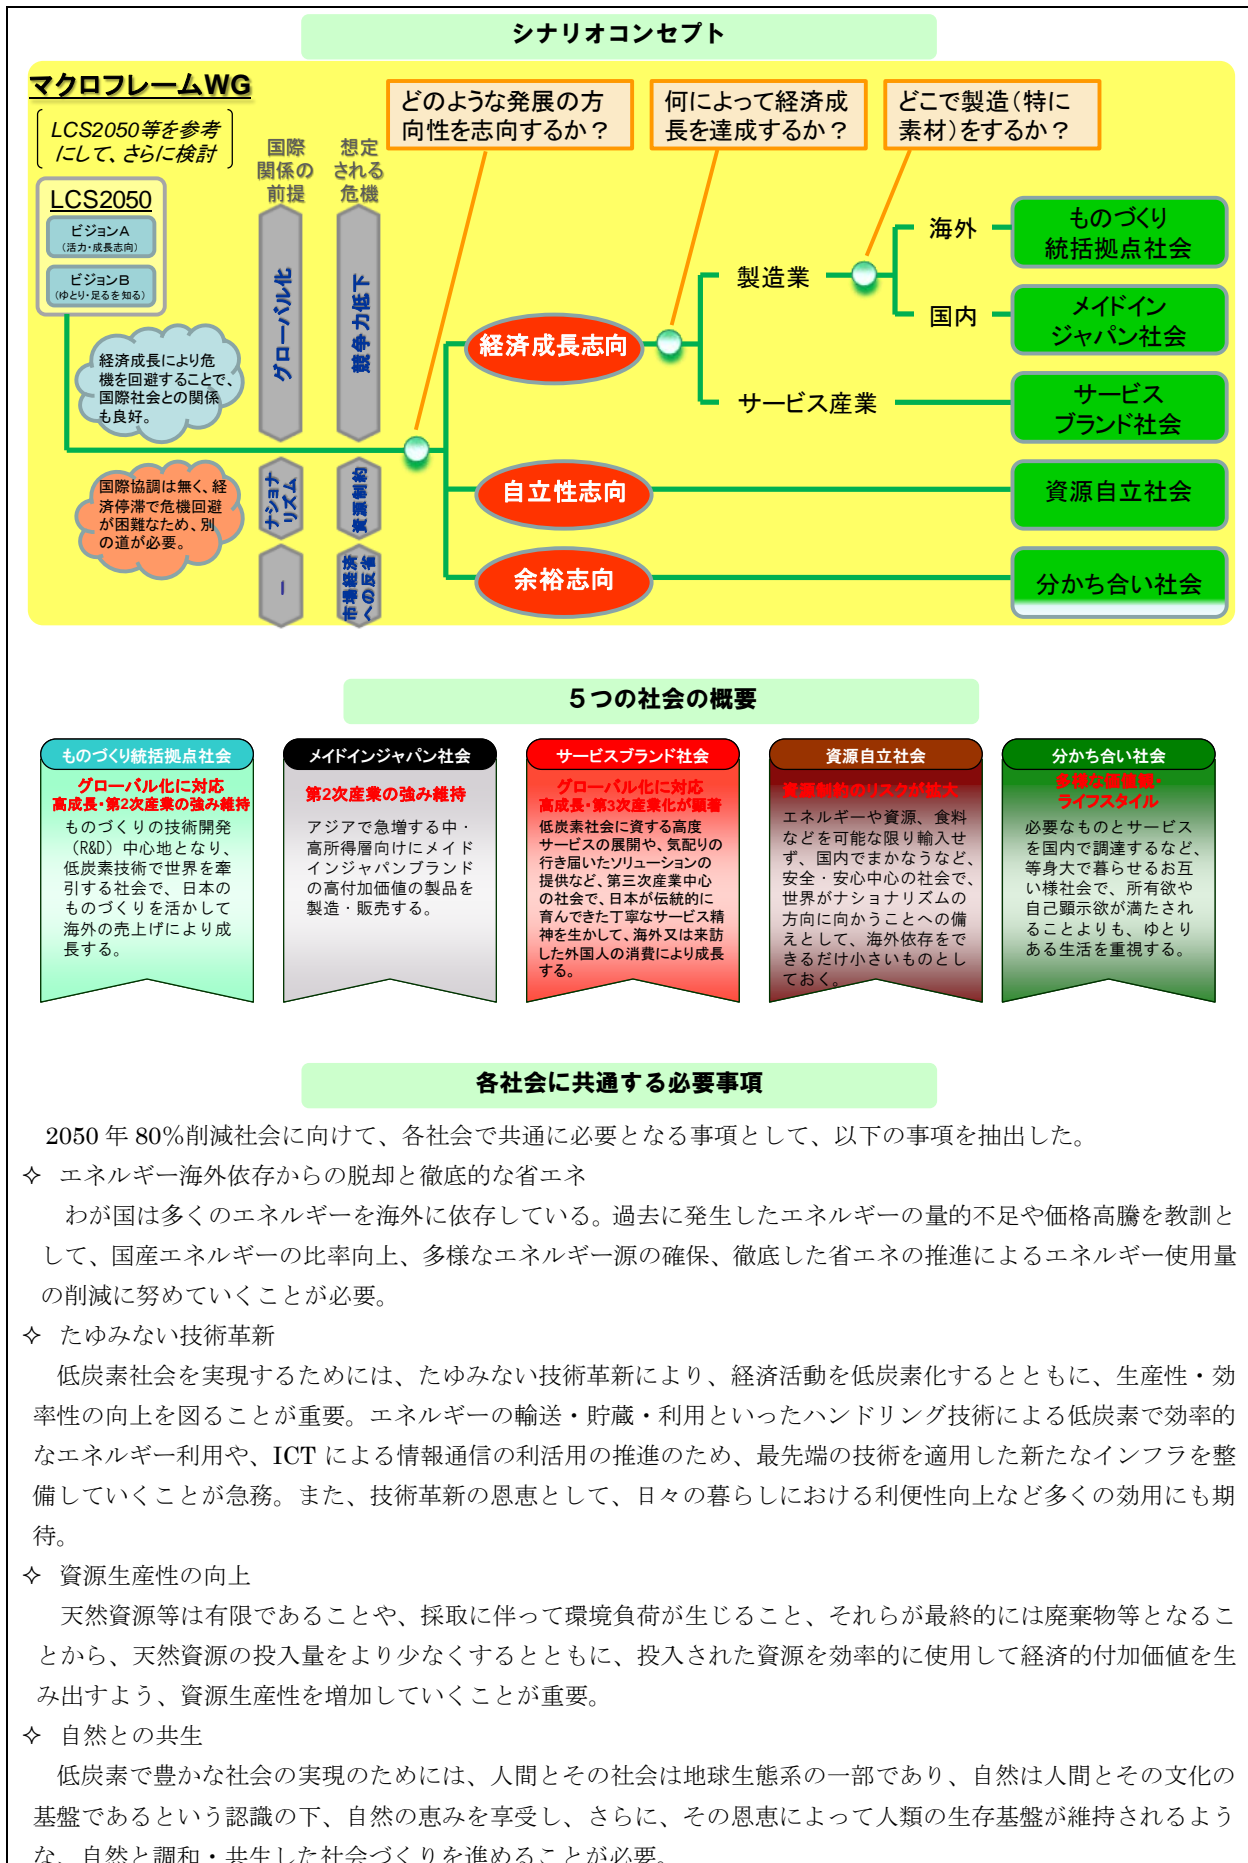 シナリオコンセプト
マクロフレームWG
LCS2050等を参考
にして、さらに検討
LCS2050
ビジョンA
(活力・成長志向)
ビジョンB
(ゆとり・足るを知る)
経済成長により危
機を回避することで、
国際社会との関係
も良好。
国際協調は無く、経
済停滞で危機回避
が困難なため、別
の道が必要。
国際
関係の
前提
グローバル化
ナショナ
リズム
ー
想定
される
危機
競争力低下
資源制約
市場経済
への反省
どのような発展の方
向性を志向するか？
何によって経済成
長を達成するか？
どこで製造（特に
素材）をするか？
経済成長志向
自立性志向
余裕志向
製造業
サービス産業
海外
国内
ものづくり
統括拠点社会
メイドイン
ジャパン社会
サービス
ブランド社会
資源自立社会
分かち合い社会
５つの社会の概要
ものづくり統括拠点社会
グローバル化に対応
高成長・第2次産業の強み維持
ものづくりの技術開発
（R&D）中心地となり、
低炭素技術で世界を牽
引する社会で、日本の
ものづくりを活かして
海外の売上げにより成
長する。
メイドインジャパン社会
第2次産業の強み維持
アジアで急増する中・
高所得層向けにメイド
インジャパンブランド
の高付加価値の製品を
製造・販売する。
サービスブランド社会
グローバル化に対応
高成長・第3次産業化が顕著
低炭素社会に資する高度
サービスの展開や、気配りの
行き届いたソリューションの
提供など、第三次産業中心
の社会で、日本が伝統的に
育んできた丁寧なサービス精
神を生かして、海外又は来訪
した外国人の消費により成長
する。
資源自立社会
資源制約のリスクが拡大
エネルギーや資源、食料
などを可能な限り輸入せ
ず、国内でまかなうなど、
安全・安心中心の社会で、
世界がナショナリズムの
方向に向かうことへの備
えとして、海外依存をで
きるだけ小さいものとし
ておく。
分かち合い社会
多様な価値観・
ライフスタイル
必要なものとサービス
を国内で調達するなど、
等身大で暮らせるお互
い様社会で、所有欲や
自己顕示欲が満たされ
ることよりも、ゆとり
ある生活を重視する。
各社会に共通する必要事項
2050 年 80％削減社会に向けて、各社会で共通に必要となる事項として、以下の事項を抽出した。
✧ エネルギー海外依存からの脱却と徹底的な省エネ
わが国は多くのエネルギーを海外に依存している。過去に発生したエネルギーの量的不足や価格高騰を教訓と
して、国産エネルギーの比率向上、多様なエネルギー源の確保、徹底した省エネの推進によるエネルギー使用量
の削減に努めていくことが必要。
✧ たゆみない技術革新
低炭素社会を実現するためには、たゆみない技術革新により、経済活動を低炭素化するとともに、生産性・効
率性の向上を図ることが重要。エネルギーの輸送・貯蔵・利用といったハンドリング技術による低炭素で効率的
なエネルギー利用や、ICT による情報通信の利活用の推進のため、最先端の技術を適用した新たなインフラを整
備していくことが急務。また、技術革新の恩恵として、日々の暮らしにおける利便性向上など多くの効用にも期
待。
✧ 資源生産性の向上
天然資源等は有限であることや、採取に伴って環境負荷が生じること、それらが最終的には廃棄物等となるこ
とから、天然資源の投入量をより少なくするとともに、投入された資源を効率的に使用して経済的付加価値を生
み出すよう、資源生産性を増加していくことが重要。
✧ 自然との共生
低炭素で豊かな社会の実現のためには、人間とその社会は地球生態系の一部であり、自然は人間とその文化の
基盤であるという認識の下、自然の恵みを享受し、さらに、その恩恵によって人類の生存基盤が維持されるよう
な、自然と調和・共生した社会づくりを進めることが必要。